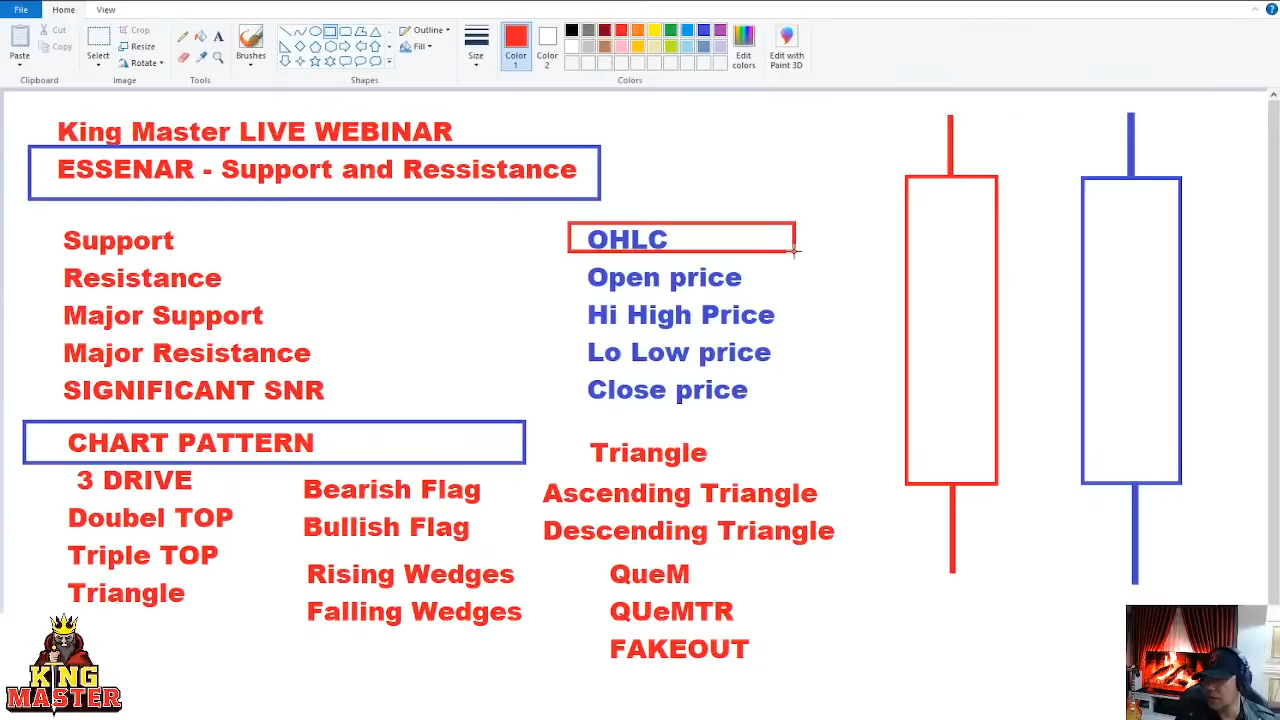 File
Home
View
Paste
Cut
Copy
Clipboard
Select
Crop
Resize
Rotate
Image
Tools
Brushes
Shapes
Outline
Fill
Size
Color 1
Color 2
Edit colors
Edit with Paint 3D
Colors
King Master LIVE WEBINAR
ESSENAR - Support and Ressistance
Support
Resistance
Major Support
Major Resistance
SIGNIFICANT SNR
OHLC
Open price
Hi High Price
Lo Low price
Close price
CHART PATTERN
3 DRIVE
Doubel TOP
Triple TOP
Triangle
Bearish Flag
Bullish Flag
Rising Wedges
Falling Wedges
Triangle
Ascending Triangle
Descending Triangle
QueM
QUeMTR
FAKEOUT
KING
MASTER